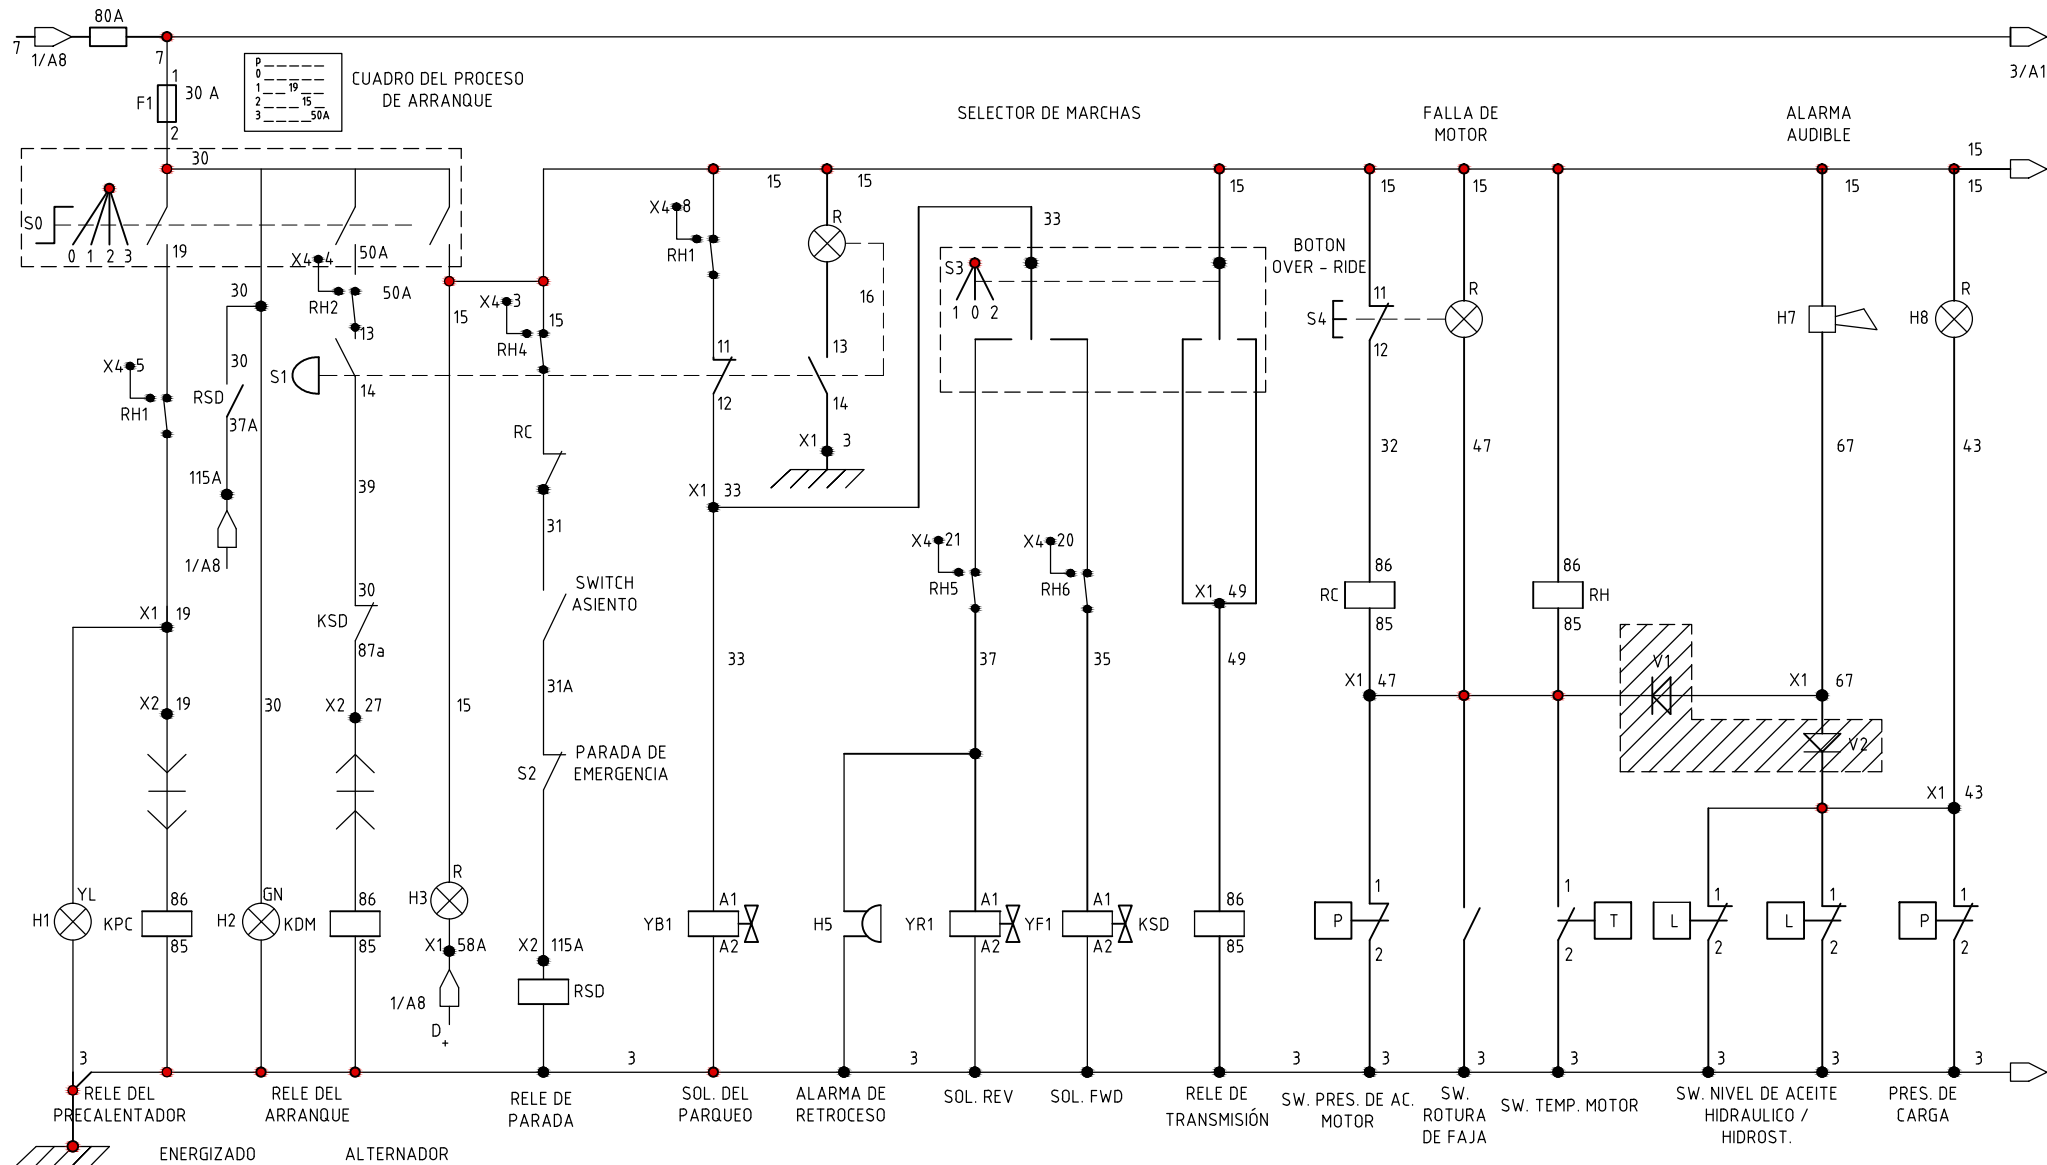 80A
7
1/A8
7
3/A1
1
30 A
F1
2
P
0
1 19
2 15
3 50A
CUADRO DEL PROCESO
DE ARRANQUE
SELECTOR DE MARCHAS
FALLA DE
MOTOR
ALARMA
AUDIBLE
30
15
15
15
15
15
15
15
15
S0
0 1 2 3
19
X4 4
50A
RH2
50A
13
X4 8
RH1
R
16
33
S3
1 0 2
BOTON
OVER - RIDE
30
15
X4 3
15
RH4
11
S4
12
R
H7
R
H8
X4 5
RH1
30
RSD
37A
S1
14
11
12
13
14
RC
X1 3
32
47
67
43
115A
39
X1 33
31
1/A8
X4 21
RH5
X4 20
RH6
30
KSD
87a
SWITCH
ASIENTO
X1 49
86
RC
85
86
RH
85
X1 19
33
37
35
49
V1
31A
X1 47
X1 67
X2 19
30
X2 27
15
V2
PARADA DE
EMERGENCIA
S2
X1 43
YL
H1
86
KPC
85
GN
H2
86
KDM
85
R
H3
X1 58A
1/A8
D
+
X2 115A
RSD
A1
YB1
A2
H5
A1
YR1
A2
A1
YF1
A2
KSD
86
85
1
P
2
1
T
2
1
L
2
1
L
2
1
P
2
3
3
3
3
3
3
3
3
3
3
RELE DEL
PRECALENTADOR
RELE DEL
ARRANQUE
RELE DE
PARADA
SOL. DEL
PARQUEO
ALARMA DE
RETROCESO
SOL. REV
SOL. FWD
RELE DE
TRANSMISIÓN
SW. PRES. DE AC.
MOTOR
SW.
ROTURA
DE FAJA
SW. TEMP. MOTOR
SW. NIVEL DE ACEITE
HIDRAULICO /
HIDROST.
PRES. DE
CARGA
ENERGIZADO
ALTERNADOR